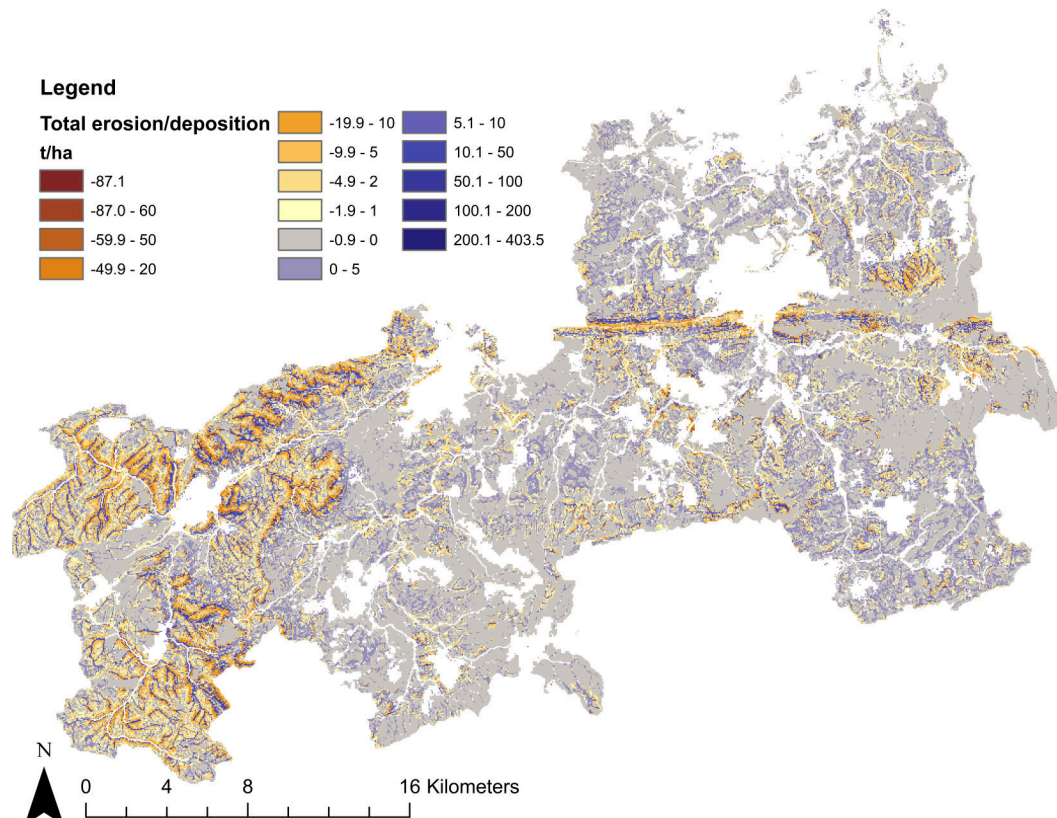 Legend
Total erosion/deposition
t/ha
-87.1
-87.0 - 60
-59.9 - 50
-49.9 - 20
-19.9 - 10
-9.9 - 5
-4.9 - 2
-1.9 - 1
-0.9 - 0
0 - 5
5.1 - 10
10.1 - 50
50.1 - 100
100.1 - 200
200.1 - 403.5
N
0 4 8 16 Kilometers